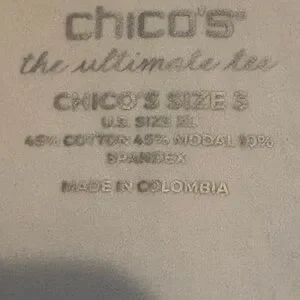 chico's
the ultimate tee
CHICO'S SIZE 3
U.S. SIZE XL
45% COTTON 45% MODAL 10%
SPANDEX
MADE IN COLOMBIA